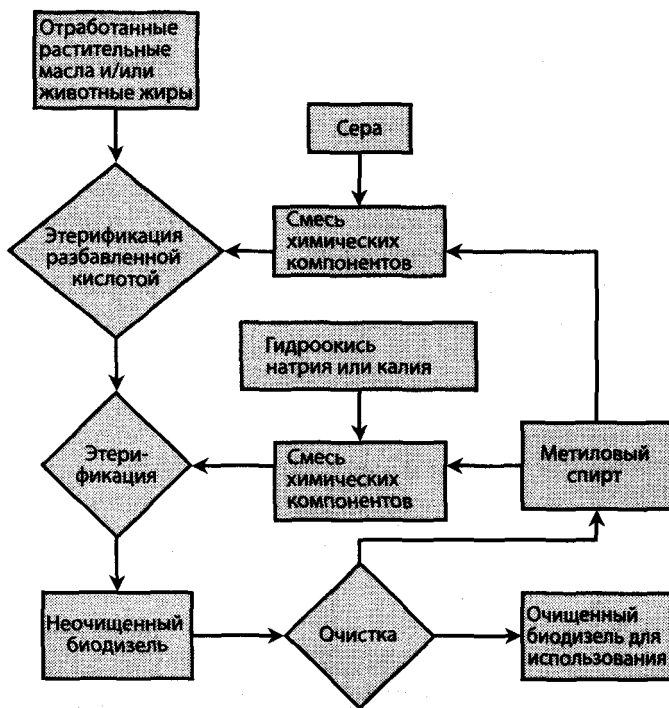 Отработанные
растительные
масла и/или
животные жиры
Сера
Этерификация
разбавленной
кислотой
Смесь
химических
компонентов
Гидроокись
натрия или калия
Этери-
фикация
Смесь
химических
компонентов
Метиловый
спирт
Неочищенный
биодизель
Очистка
Очищенный
биодизель для
использования